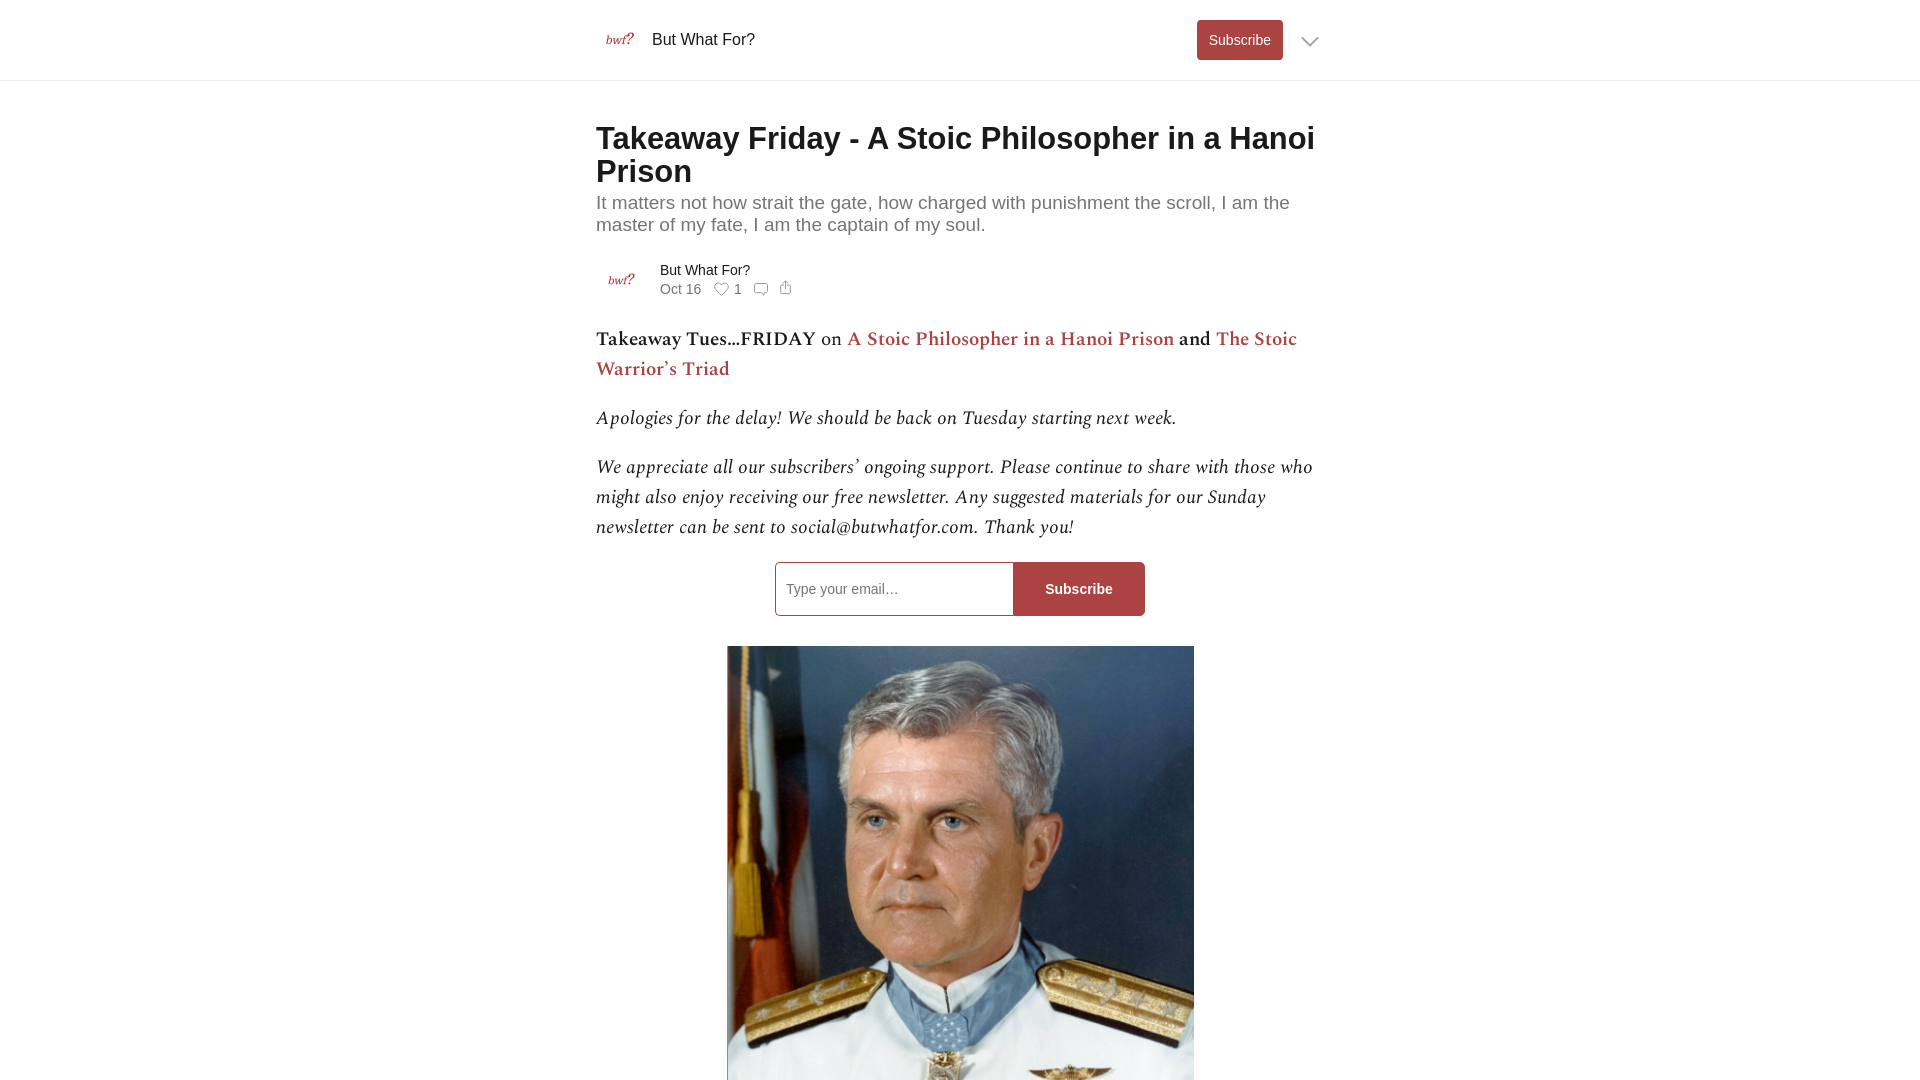 bwf?
But What For?
Subscribe
Takeaway Friday - A Stoic Philosopher in a Hanoi
Prison
It matters not how strait the gate, how charged with punishment the scroll, I am the
master of my fate, I am the captain of my soul.
bwf?
But What For?
Oct 16
1
Takeaway Tues...FRIDAY on A Stoic Philosopher in a Hanoi Prison and The Stoic
Warrior’s Triad
Apologies for the delay! We should be back on Tuesday starting next week.
We appreciate all our subscribers’ ongoing support. Please continue to share with those who
might also enjoy receiving our free newsletter. Any suggested materials for our Sunday
newsletter can be sent to social@butwhatfor.com. Thank you!
Type your email…
Subscribe